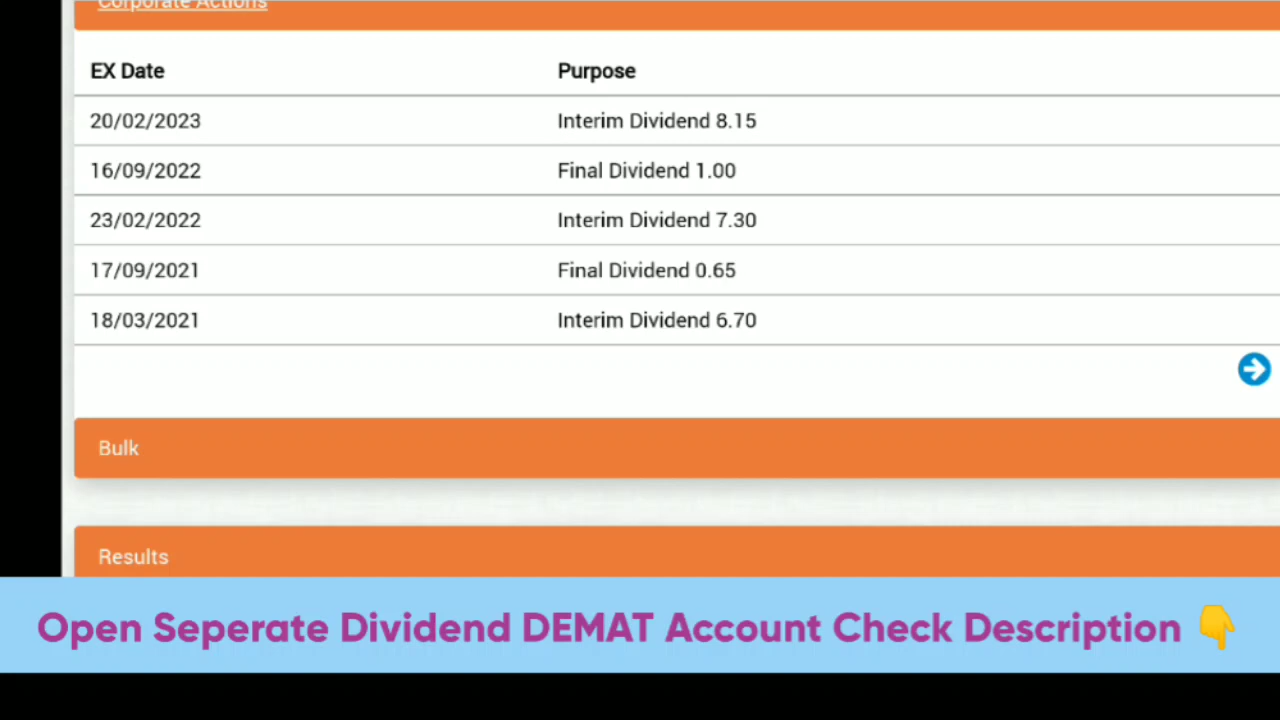 Corporate Actions
EX Date Purpose
20/02/2023 Interim Dividend 8.15
16/09/2022 Final Dividend 1.00
23/02/2022 Interim Dividend 7.30
17/09/2021 Final Dividend 0.65
18/03/2021 Interim Dividend 6.70
Bulk
Results
Open Seperate Dividend DEMAT Account Check Description 👇